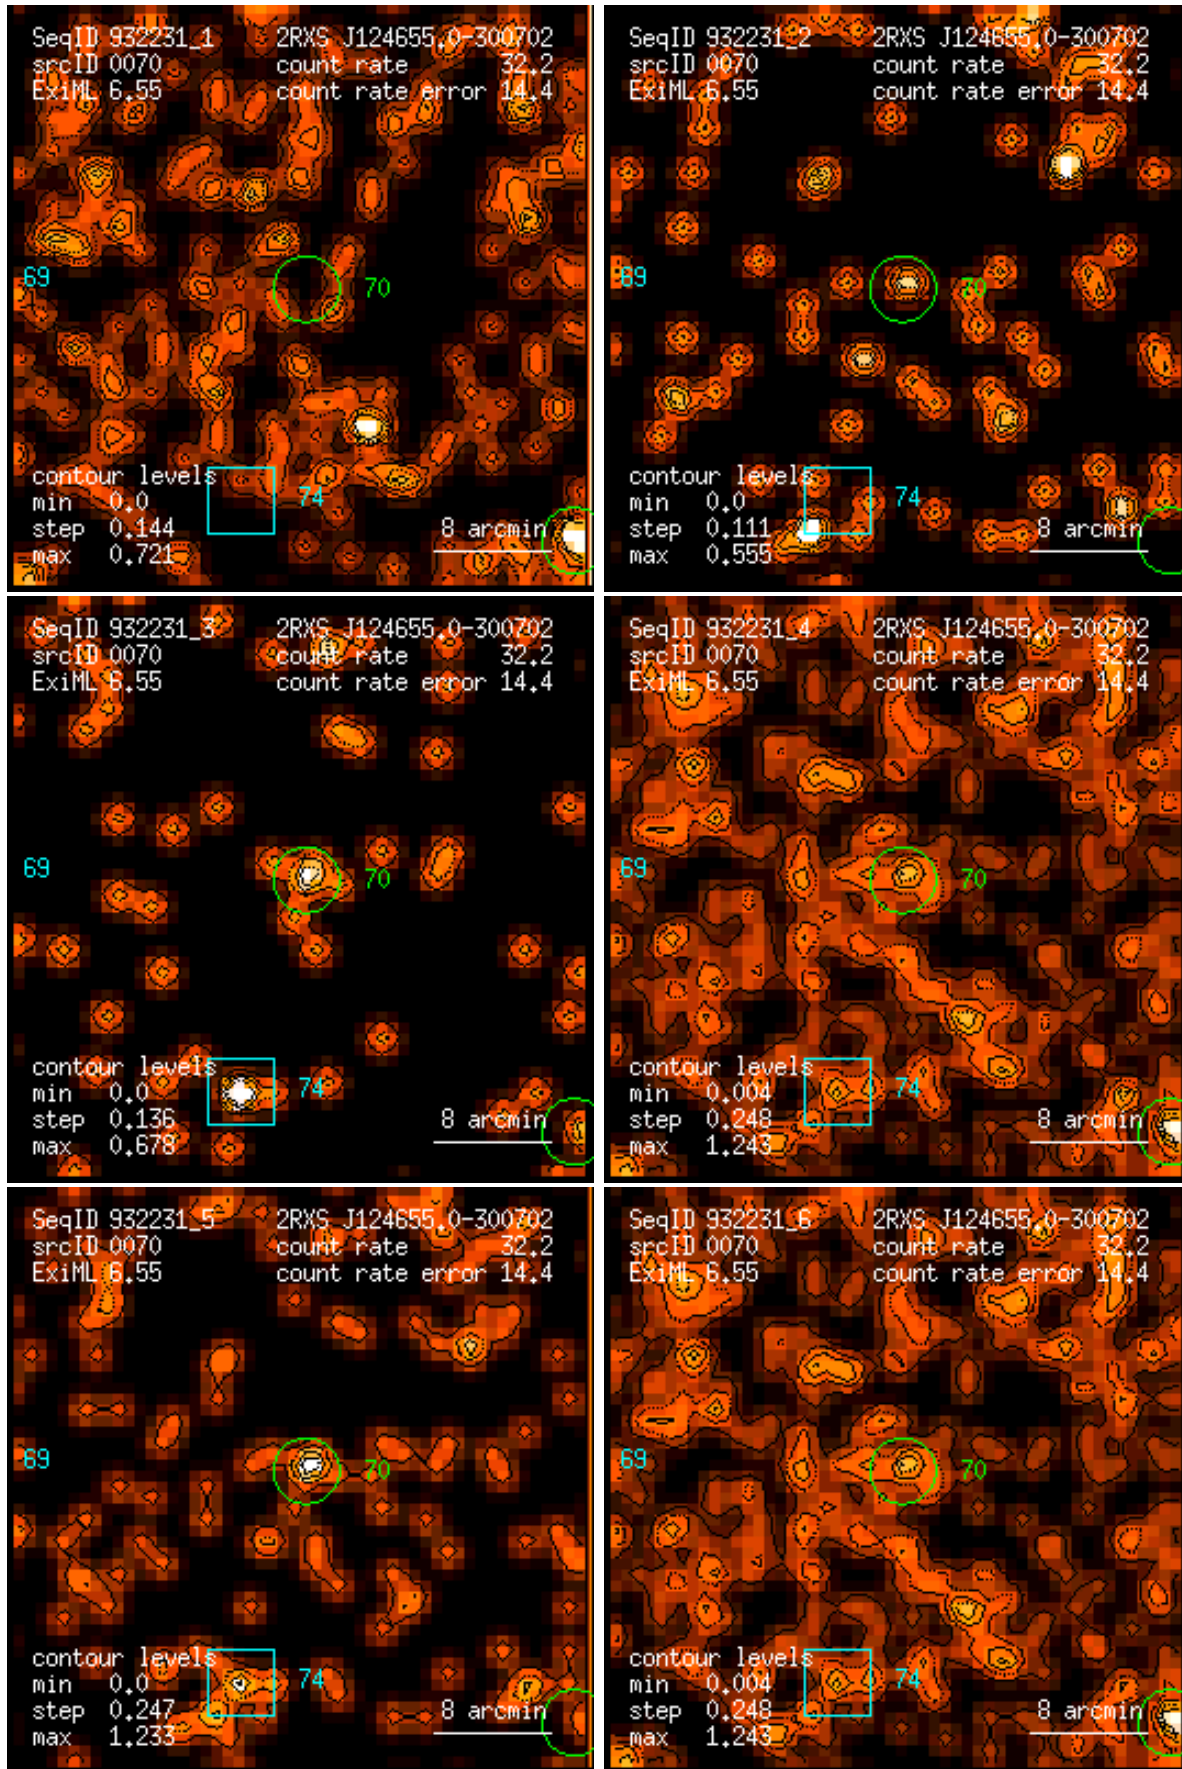 SeqID 932231_1 2RXS J124655.0-300702
srcID 0070 count rate 32.2
ExiML 6.55 count rate error 14.4
69
70
contour levels
min 0.0 74
step 0.144 8 arcmin
max 0.721
SeqID 932231_2 2RXS J124655.0-300702
srcID 0070 count rate 32.2
ExiML 6.55 count rate error 14.4
69
70
contour levels
min 0.0 74
step 0.111 8 arcmin
max 0.555
SeqID 932231_3 2RXS J124655.0-300702
srcID 0070 count rate 32.2
ExiML 6.55 count rate error 14.4
69
70
contour levels
min 0.0 74
step 0.136 8 arcmin
max 0.678
SeqID 932231_4 2RXS J124655.0-300702
srcID 0070 count rate 32.2
ExiML 6.55 count rate error 14.4
69
70
contour levels
min 0.004 74
step 0.248 8 arcmin
max 1.243
SeqID 932231_5 2RXS J124655.0-300702
srcID 0070 count rate 32.2
ExiML 6.55 count rate error 14.4
69
70
contour levels
min 0.0 74
step 0.247 8 arcmin
max 1.233
SeqID 932231_6 2RXS J124655.0-300702
srcID 0070 count rate 32.2
ExiML 6.55 count rate error 14.4
69
70
contour levels
min 0.004 74
step 0.248 8 arcmin
max 1.243